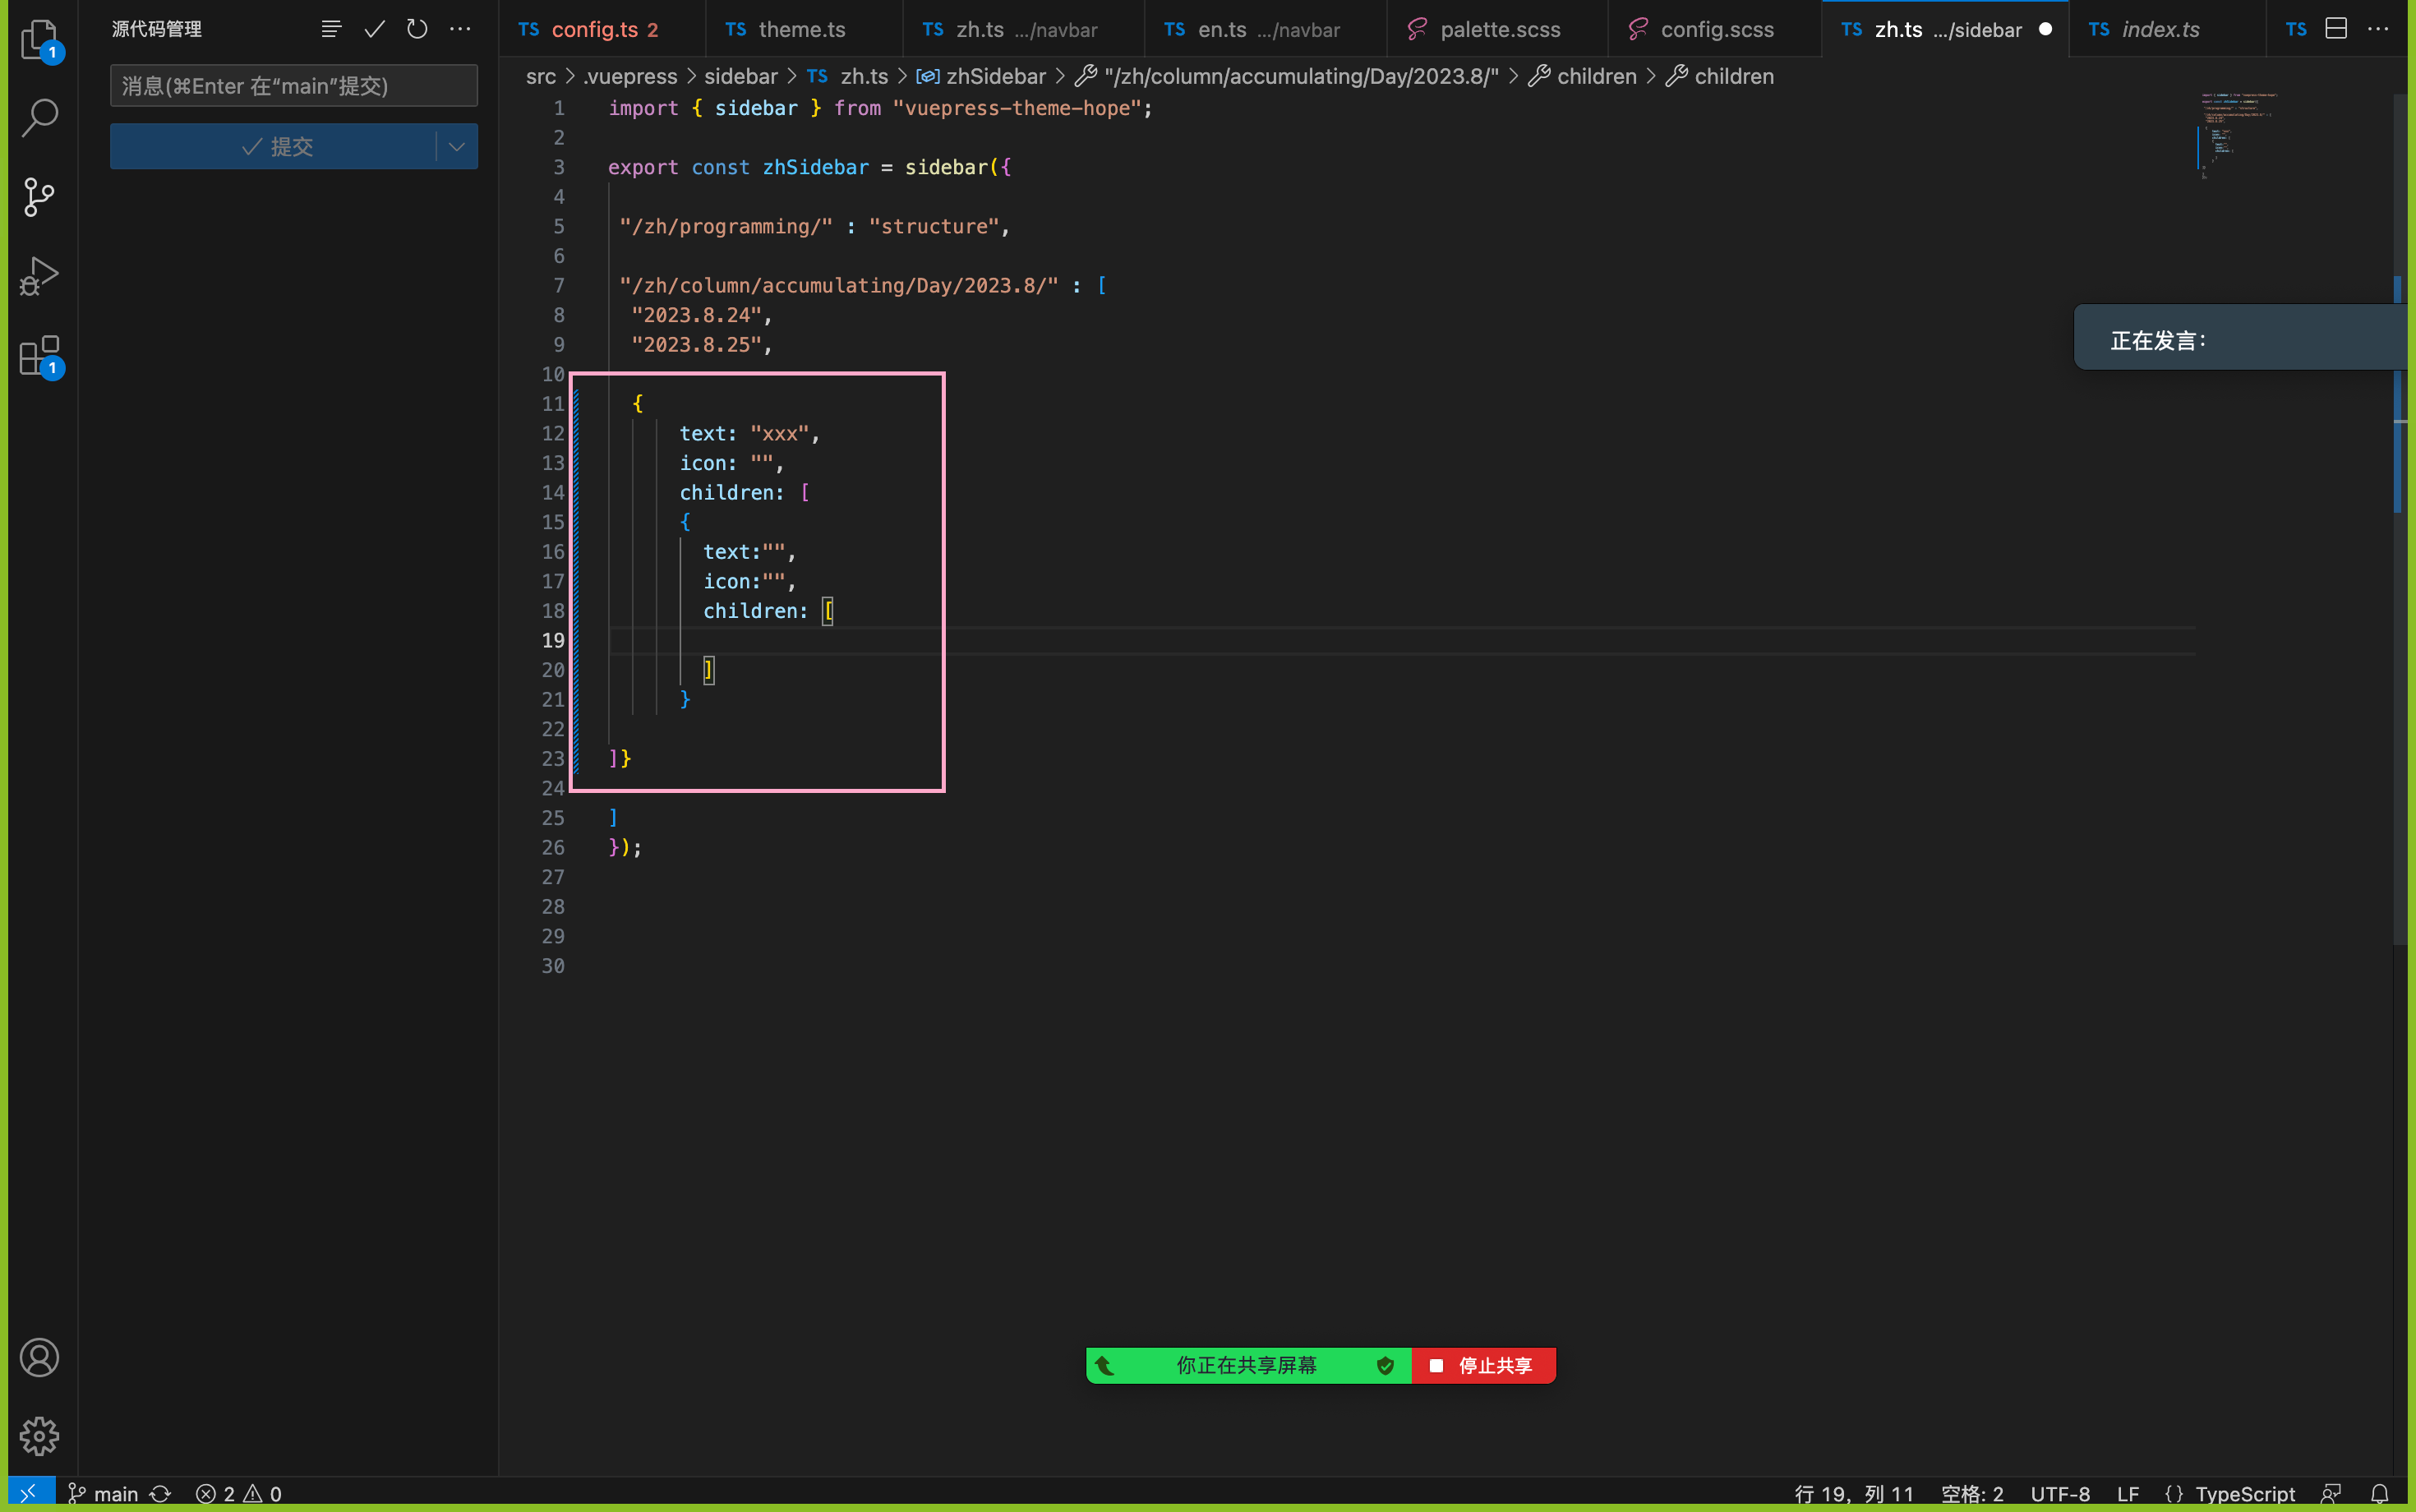 源代码管理
消息(⌘Enter 在“main”提交)
提交
1
1
TS config.ts 2
TS theme.ts
TS zh.ts .../navbar
TS en.ts .../navbar
palette.scss
config.scss
TS zh.ts .../sidebar
TS index.ts
TS
src > .vuepress > sidebar > TS zh.ts > zhSidebar > "/zh/column/accumulating/Day/2023.8/" > children > children
1 import { sidebar } from "vuepress-theme-hope";
2
3 export const zhSidebar = sidebar({
4
5 "/zh/programming/" : "structure",
6
7 "/zh/column/accumulating/Day/2023.8/" : [
8 "2023.8.24",
9 "2023.8.25",
10
11 {
12 text: "xxx",
13 icon: "",
14 children: [
15 {
16 text:"",
17 icon:"",
18 children: [
19
20 ]
21 }
22
23 ]}
24
25 ]
26 });
27
28
29
30
正在发言:
你正在共享屏幕
停止共享
main
2
0
行 19, 列 11
空格: 2
UTF-8
LF
{} TypeScript